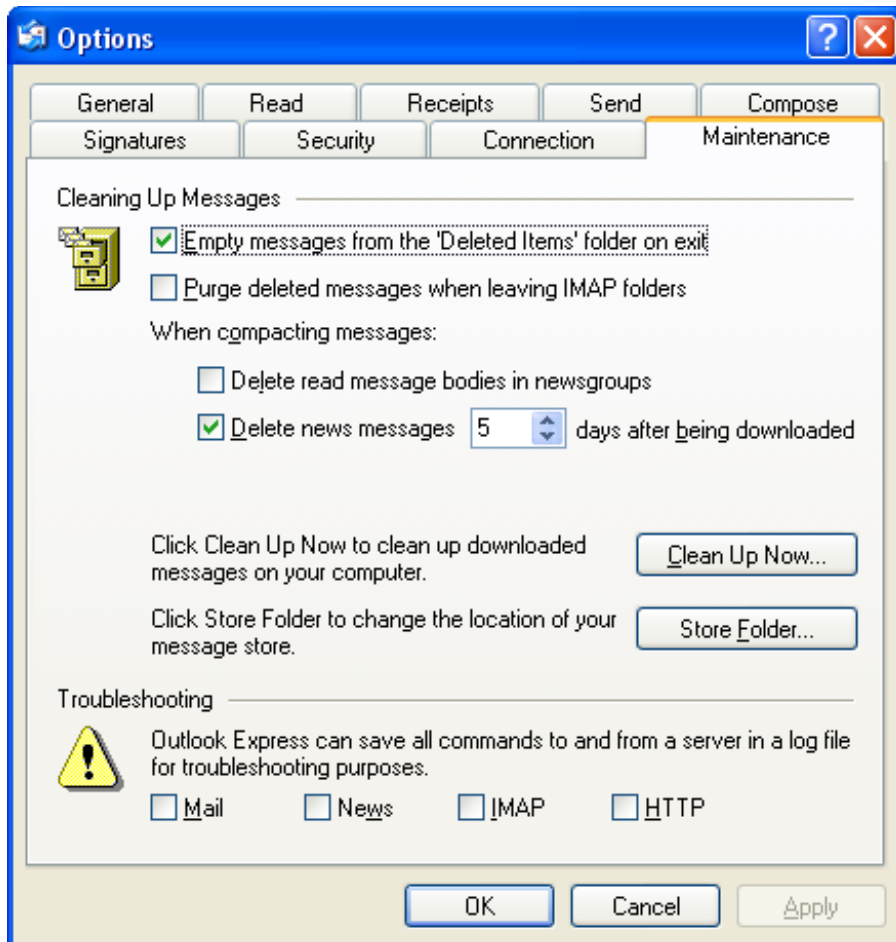 Options
General Read Receipts Send Compose
Signatures Security Connection Maintenance
Cleaning Up Messages
Empty messages from the 'Deleted Items' folder on exit
Purge deleted messages when leaving IMAP folders
When compacting messages:
Delete read message bodies in newsgroups
Delete news messages 5 days after being downloaded
Click Clean Up Now to clean up downloaded
messages on your computer.
Clean Up Now...
Click Store Folder to change the location of your
message store.
Store Folder...
Troubleshooting
Outlook Express can save all commands to and from a server in a log file
for troubleshooting purposes.
Mail News IMAP HTTP
OK Cancel Apply